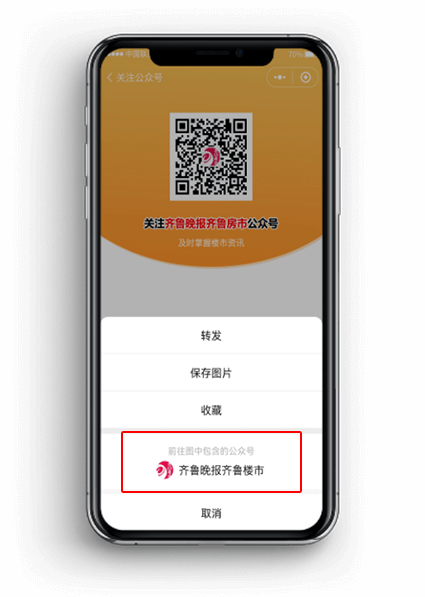 中国联
70%
关注公众号
关注齐鲁晚报齐鲁房市公众号
及时掌握楼市资讯
转发
保存图片
收藏
前往图中包含的公众号
齐鲁晚报齐鲁楼市
取消